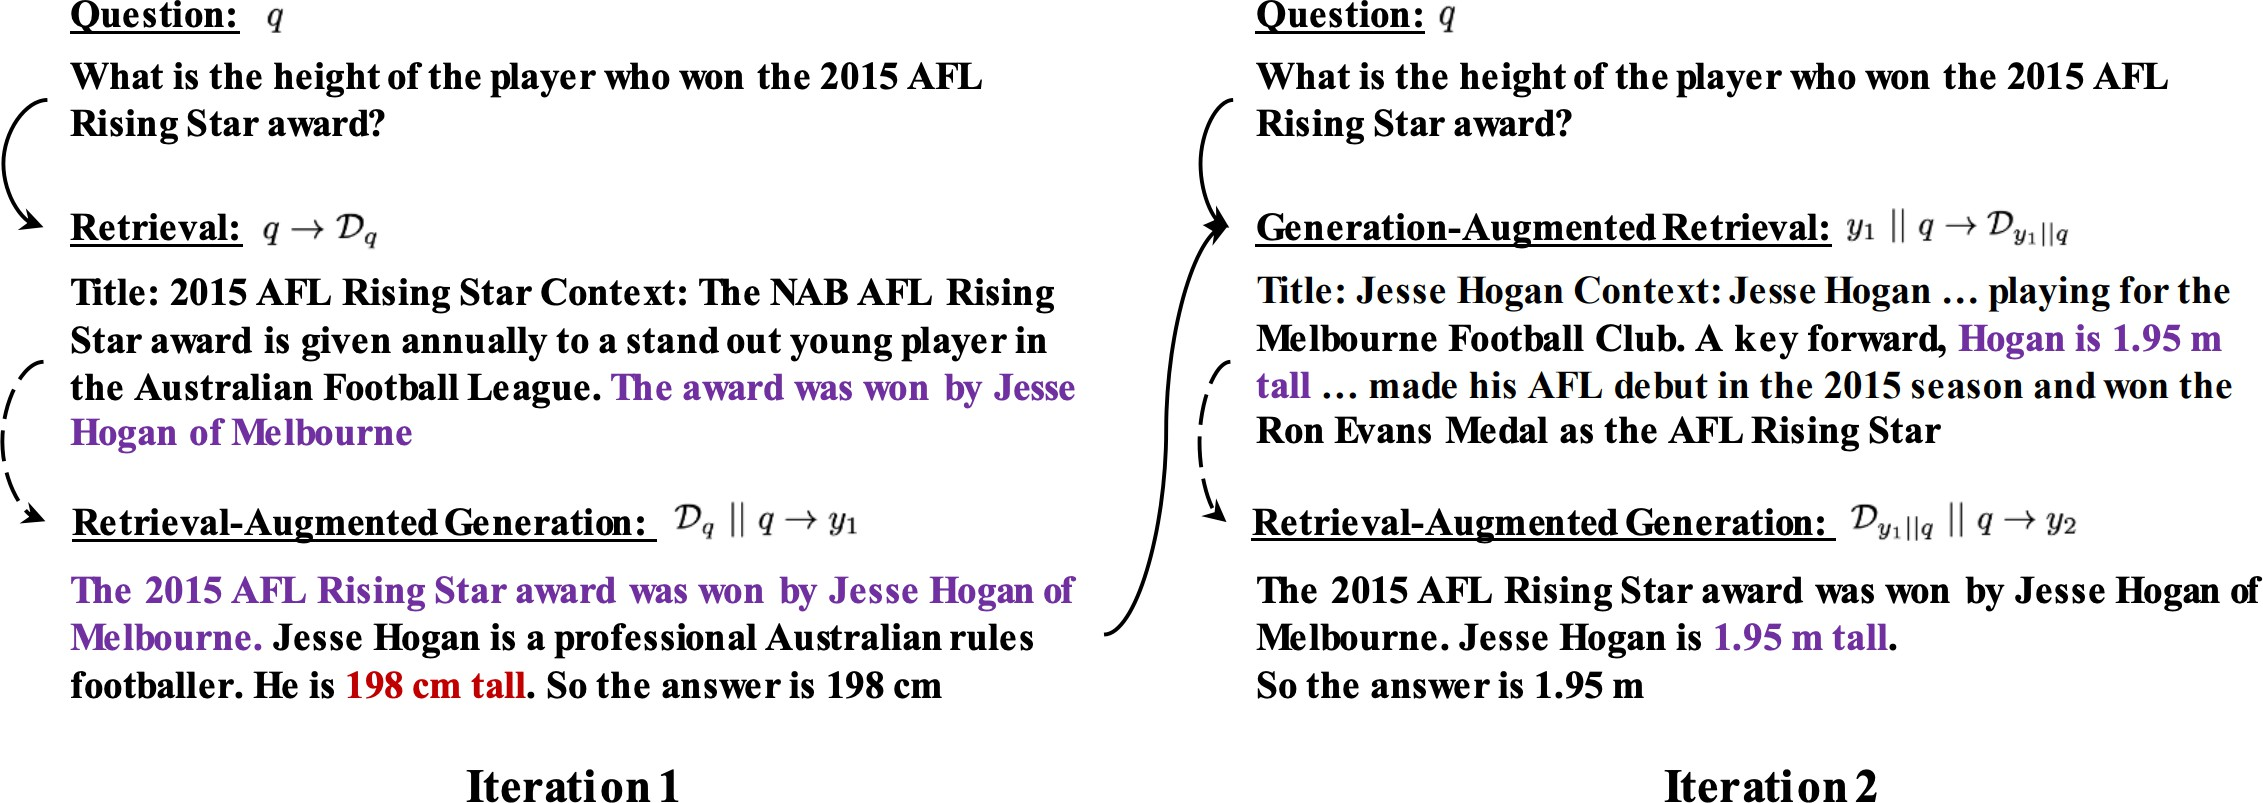 Question: q
What is the height of the player who won the 2015 AFL
Rising Star award?
Retrieval: q → 𝒟_q
Title: 2015 AFL Rising Star Context: The NAB AFL Rising
Star award is given annually to a stand out young player in
the Australian Football League. The award was won by Jesse
Hogan of Melbourne
Retrieval-Augmented Generation: 𝒟_q || q → y₁
The 2015 AFL Rising Star award was won by Jesse Hogan of
Melbourne. Jesse Hogan is a professional Australian rules
footballer. He is 198 cm tall. So the answer is 198 cm
Iteration 1
Question: q
What is the height of the player who won the 2015 AFL
Rising Star award?
Generation-Augmented Retrieval: y₁ || q → 𝒟_{y₁||q}
Title: Jesse Hogan Context: Jesse Hogan … playing for the
Melbourne Football Club. A key forward, Hogan is 1.95 m
tall … made his AFL debut in the 2015 season and won the
Ron Evans Medal as the AFL Rising Star
Retrieval-Augmented Generation: 𝒟_{y₁||q} || q → y₂
The 2015 AFL Rising Star award was won by Jesse Hogan of
Melbourne. Jesse Hogan is 1.95 m tall.
So the answer is 1.95 m
Iteration 2